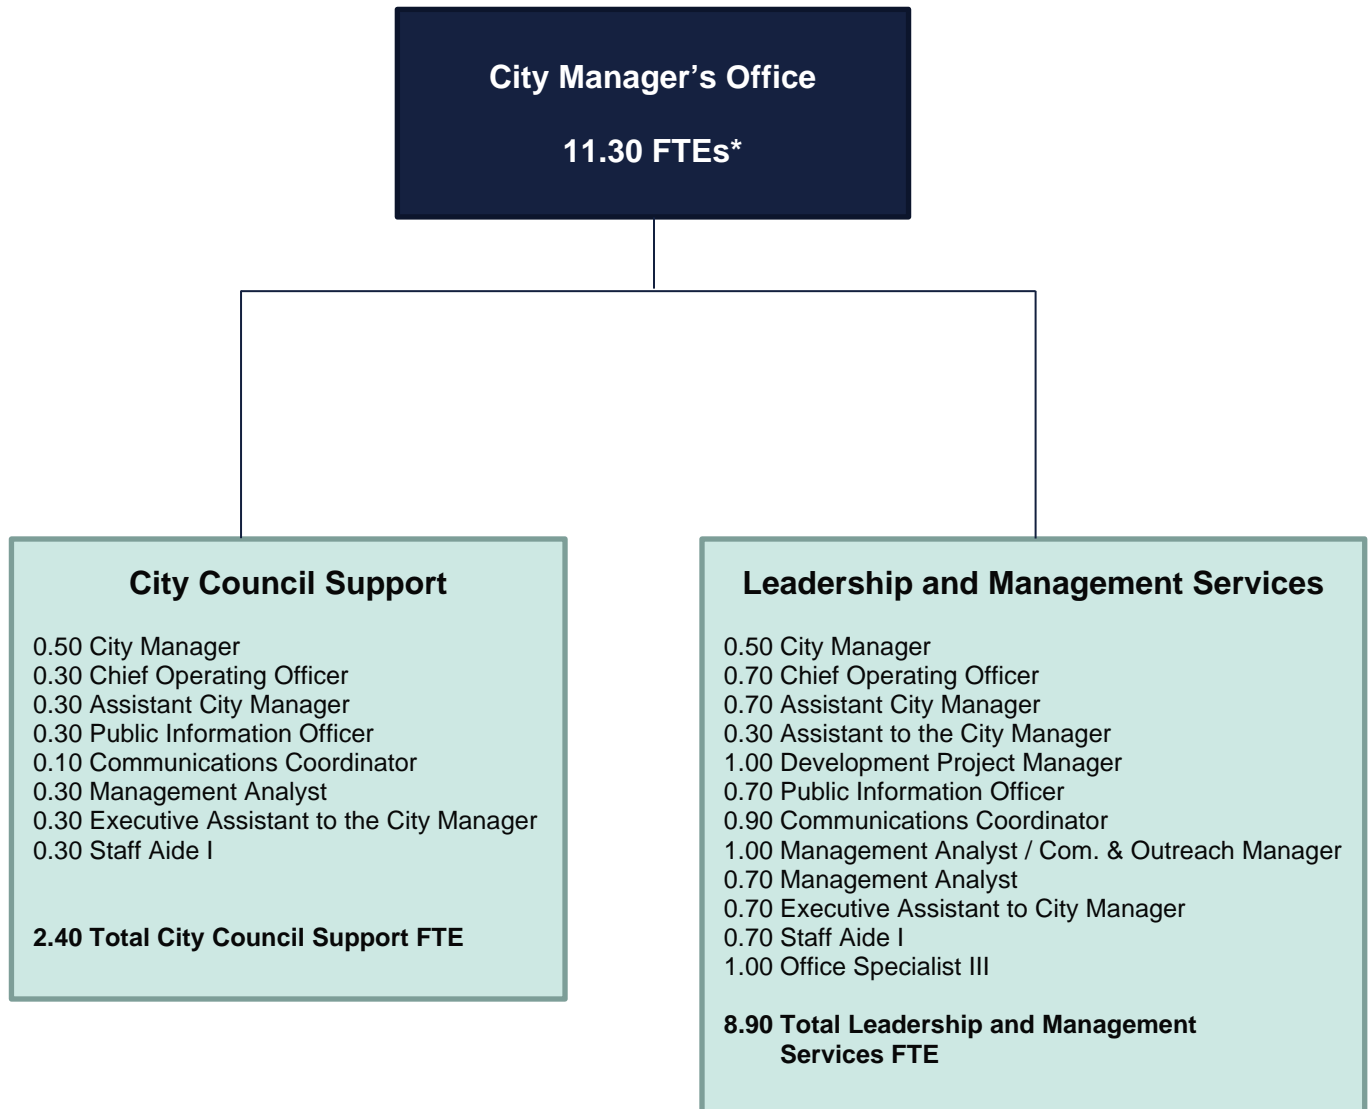 City Manager’s Office
11.30 FTEs*
City Council Support
0.50 City Manager
0.30 Chief Operating Officer
0.30 Assistant City Manager
0.30 Public Information Officer
0.10 Communications Coordinator
0.30 Management Analyst
0.30 Executive Assistant to the City Manager
0.30 Staff Aide I
2.40 Total City Council Support FTE
Leadership and Management Services
0.50 City Manager
0.70 Chief Operating Officer
0.70 Assistant City Manager
0.30 Assistant to the City Manager
1.00 Development Project Manager
0.70 Public Information Officer
0.90 Communications Coordinator
1.00 Management Analyst / Com. & Outreach Manager
0.70 Management Analyst
0.70 Executive Assistant to City Manager
0.70 Staff Aide I
1.00 Office Specialist III
8.90 Total Leadership and Management
Services FTE